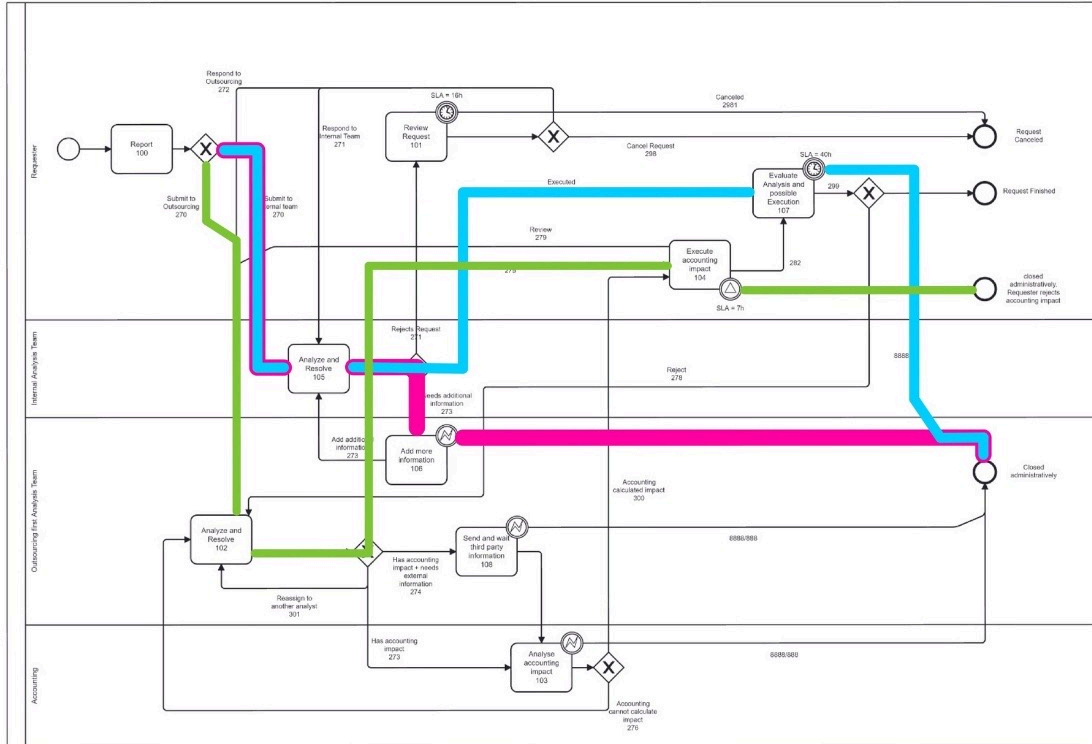 Requester
Internal Analysis Team
Outsourcing first Analysis Team
Accounting
Respond to
Outsourcing
272
Report
100
X
Submit to
Outsourcing
270
Submit to
270
Respond to
Internal Team
271
SLA = 16h
Review
Request
101
X
Canceled
2981
Cancel Request
298
Request
Canceled
SLA = 40h
Evaluate
Analysis and
possible
Execution
107
299
X
Request Finished
Executed
Review
279
Execute
accounting
impact
104
282
SLA = 7h
closed
administratively.
Requester rejects
accounting impact
Rejects Request
271
Analyze and
Resolve
105
additional
information
273
Reject
278
8888
Add
273
Add more
information
106
Closed
administratively
Accounting
calculated impact
300
Analyze and
Resolve
102
Has accounting
impact + needs
external
information
274
Send and wait
third party
information
108
8888/888
Reassign to
another analyst
301
Has accounting
impact
273
Analyse
accounting
impact
103
X
8888/888
Accounting
cannot calculate
impact
276